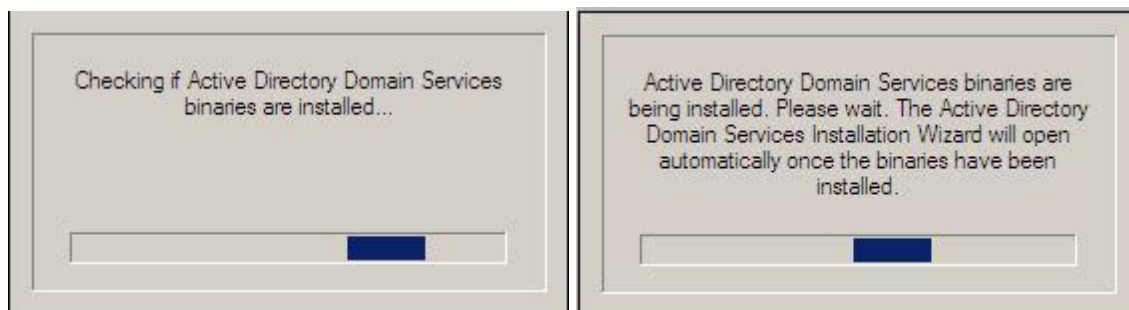 Checking if Active Directory Domain Services
binaries are installed...
Active Directory Domain Services binaries are
being installed. Please wait. The Active Directory
Domain Services Installation Wizard will open
automatically once the binaries have been
installed.